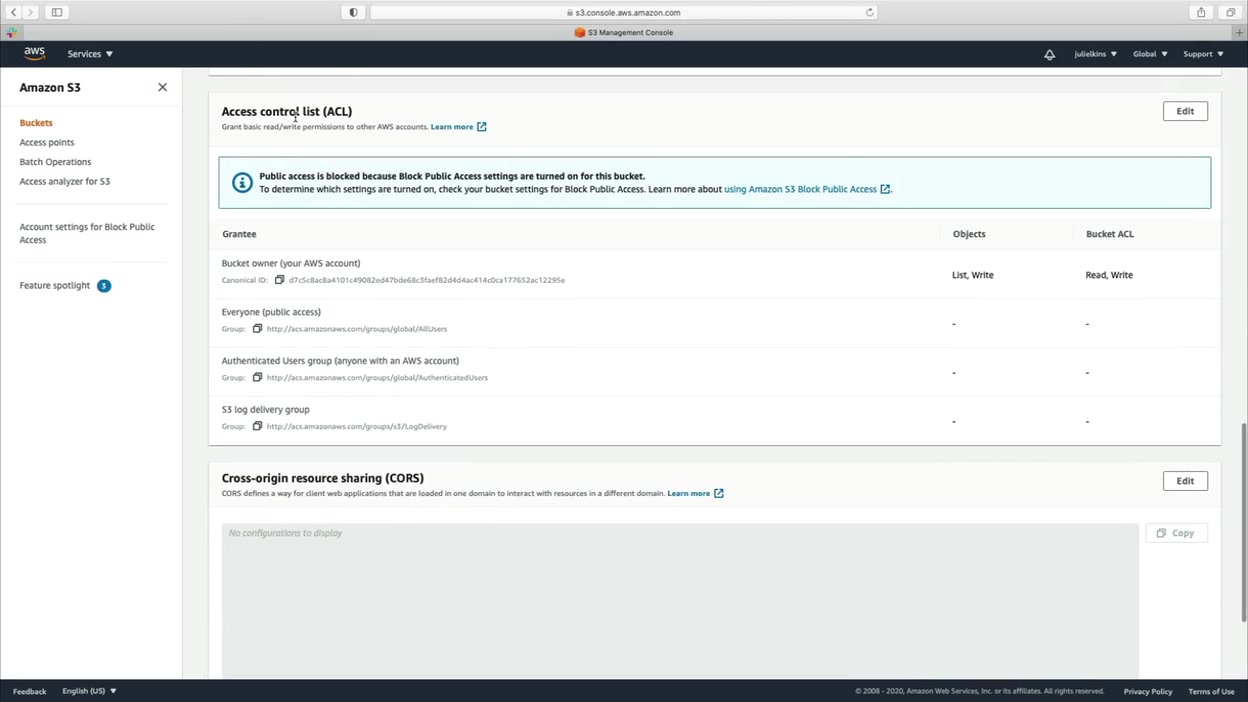 s3.console.aws.amazon.com
S3 Management Console
aws Services julielkins Global Support
Amazon S3
Buckets
Access points
Batch Operations
Access analyzer for S3
Account settings for Block Public
Access
Feature spotlight 3
Access control list (ACL)
Edit
Grant basic read/write permissions to other AWS accounts. Learn more
Public access is blocked because Block Public Access settings are turned on for this bucket.
To determine which settings are turned on, check your bucket settings for Block Public Access. Learn more about using Amazon S3 Block Public Access.
Grantee Objects Bucket ACL
Bucket owner (your AWS account)
Canonical ID: d7c5c8ac8a4101c49082ed47bde68c3faef82d4d4ac414c0ca177652ac12295e
List, Write Read, Write
Everyone (public access)
Group: http://acs.amazonaws.com/groups/global/AllUsers
- -
Authenticated Users group (anyone with an AWS account)
Group: http://acs.amazonaws.com/groups/global/AuthenticatedUsers
- -
S3 log delivery group
Group: http://acs.amazonaws.com/groups/s3/LogDelivery
- -
Cross-origin resource sharing (CORS)
Edit
CORS defines a way for client web applications that are loaded in one domain to interact with resources in a different domain. Learn more
No configurations to display
Copy
Feedback English (US) © 2008 - 2020, Amazon Web Services, Inc. or its affiliates. All rights reserved. Privacy Policy Terms of Use